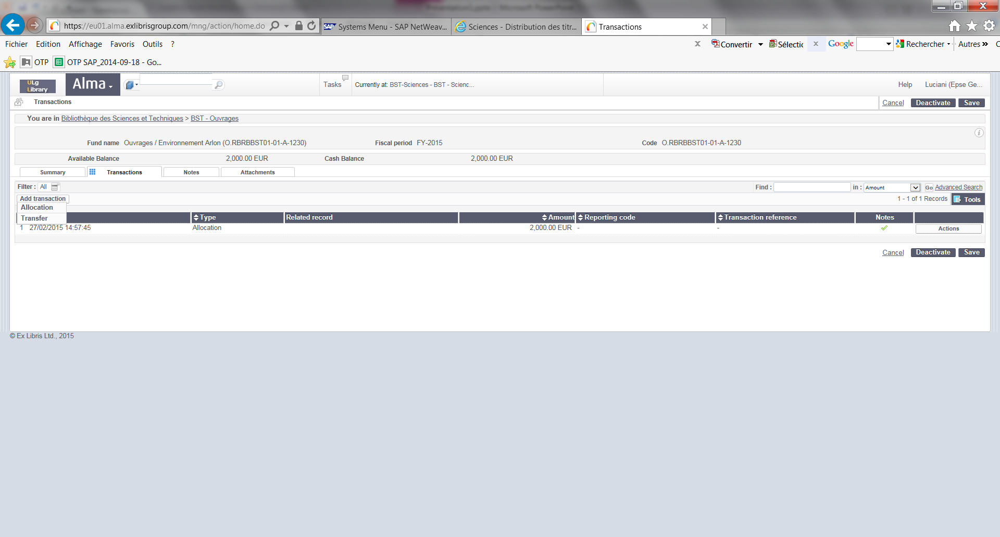 https://eu01.alma.exlibrisgroup.com/mng/action/home.do
SAP Systems Menu - SAP NetWeav...
Sciences - Distribution des titr...
Transactions
Fichier Edition Affichage Favoris Outils ?
x Convertir Sélectic x Google Rechercher Autres »
OTP OTP SAP_2014-09-18 - Go...
ULg Library
Alma
Tasks
Currently at: BST-Sciences - BST - Scienc...
Help Luciani (Epse Ge...
Transactions
Cancel Deactivate Save
You are in Bibliothèque des Sciences et Techniques > BST - Ouvrages
Fund name Ouvrages / Environnement Arlon (O.RBRBBST01-01-A-1230) Fiscal period FY-2015 Code O.RBRBBST01-01-A-1230
Available Balance 2,000.00 EUR Cash Balance 2,000.00 EUR
Summary Transactions Notes Attachments
Filter : All Find : in : Amount Go Advanced Search
Add transaction 1 - 1 of 1 Records Tools
Allocation
Transfer
Type Related record Amount Reporting code Transaction reference Notes
1 27/02/2015 14:57:45 Allocation 2,000.00 EUR - - Actions
Cancel Deactivate Save
© Ex Libris Ltd., 2015